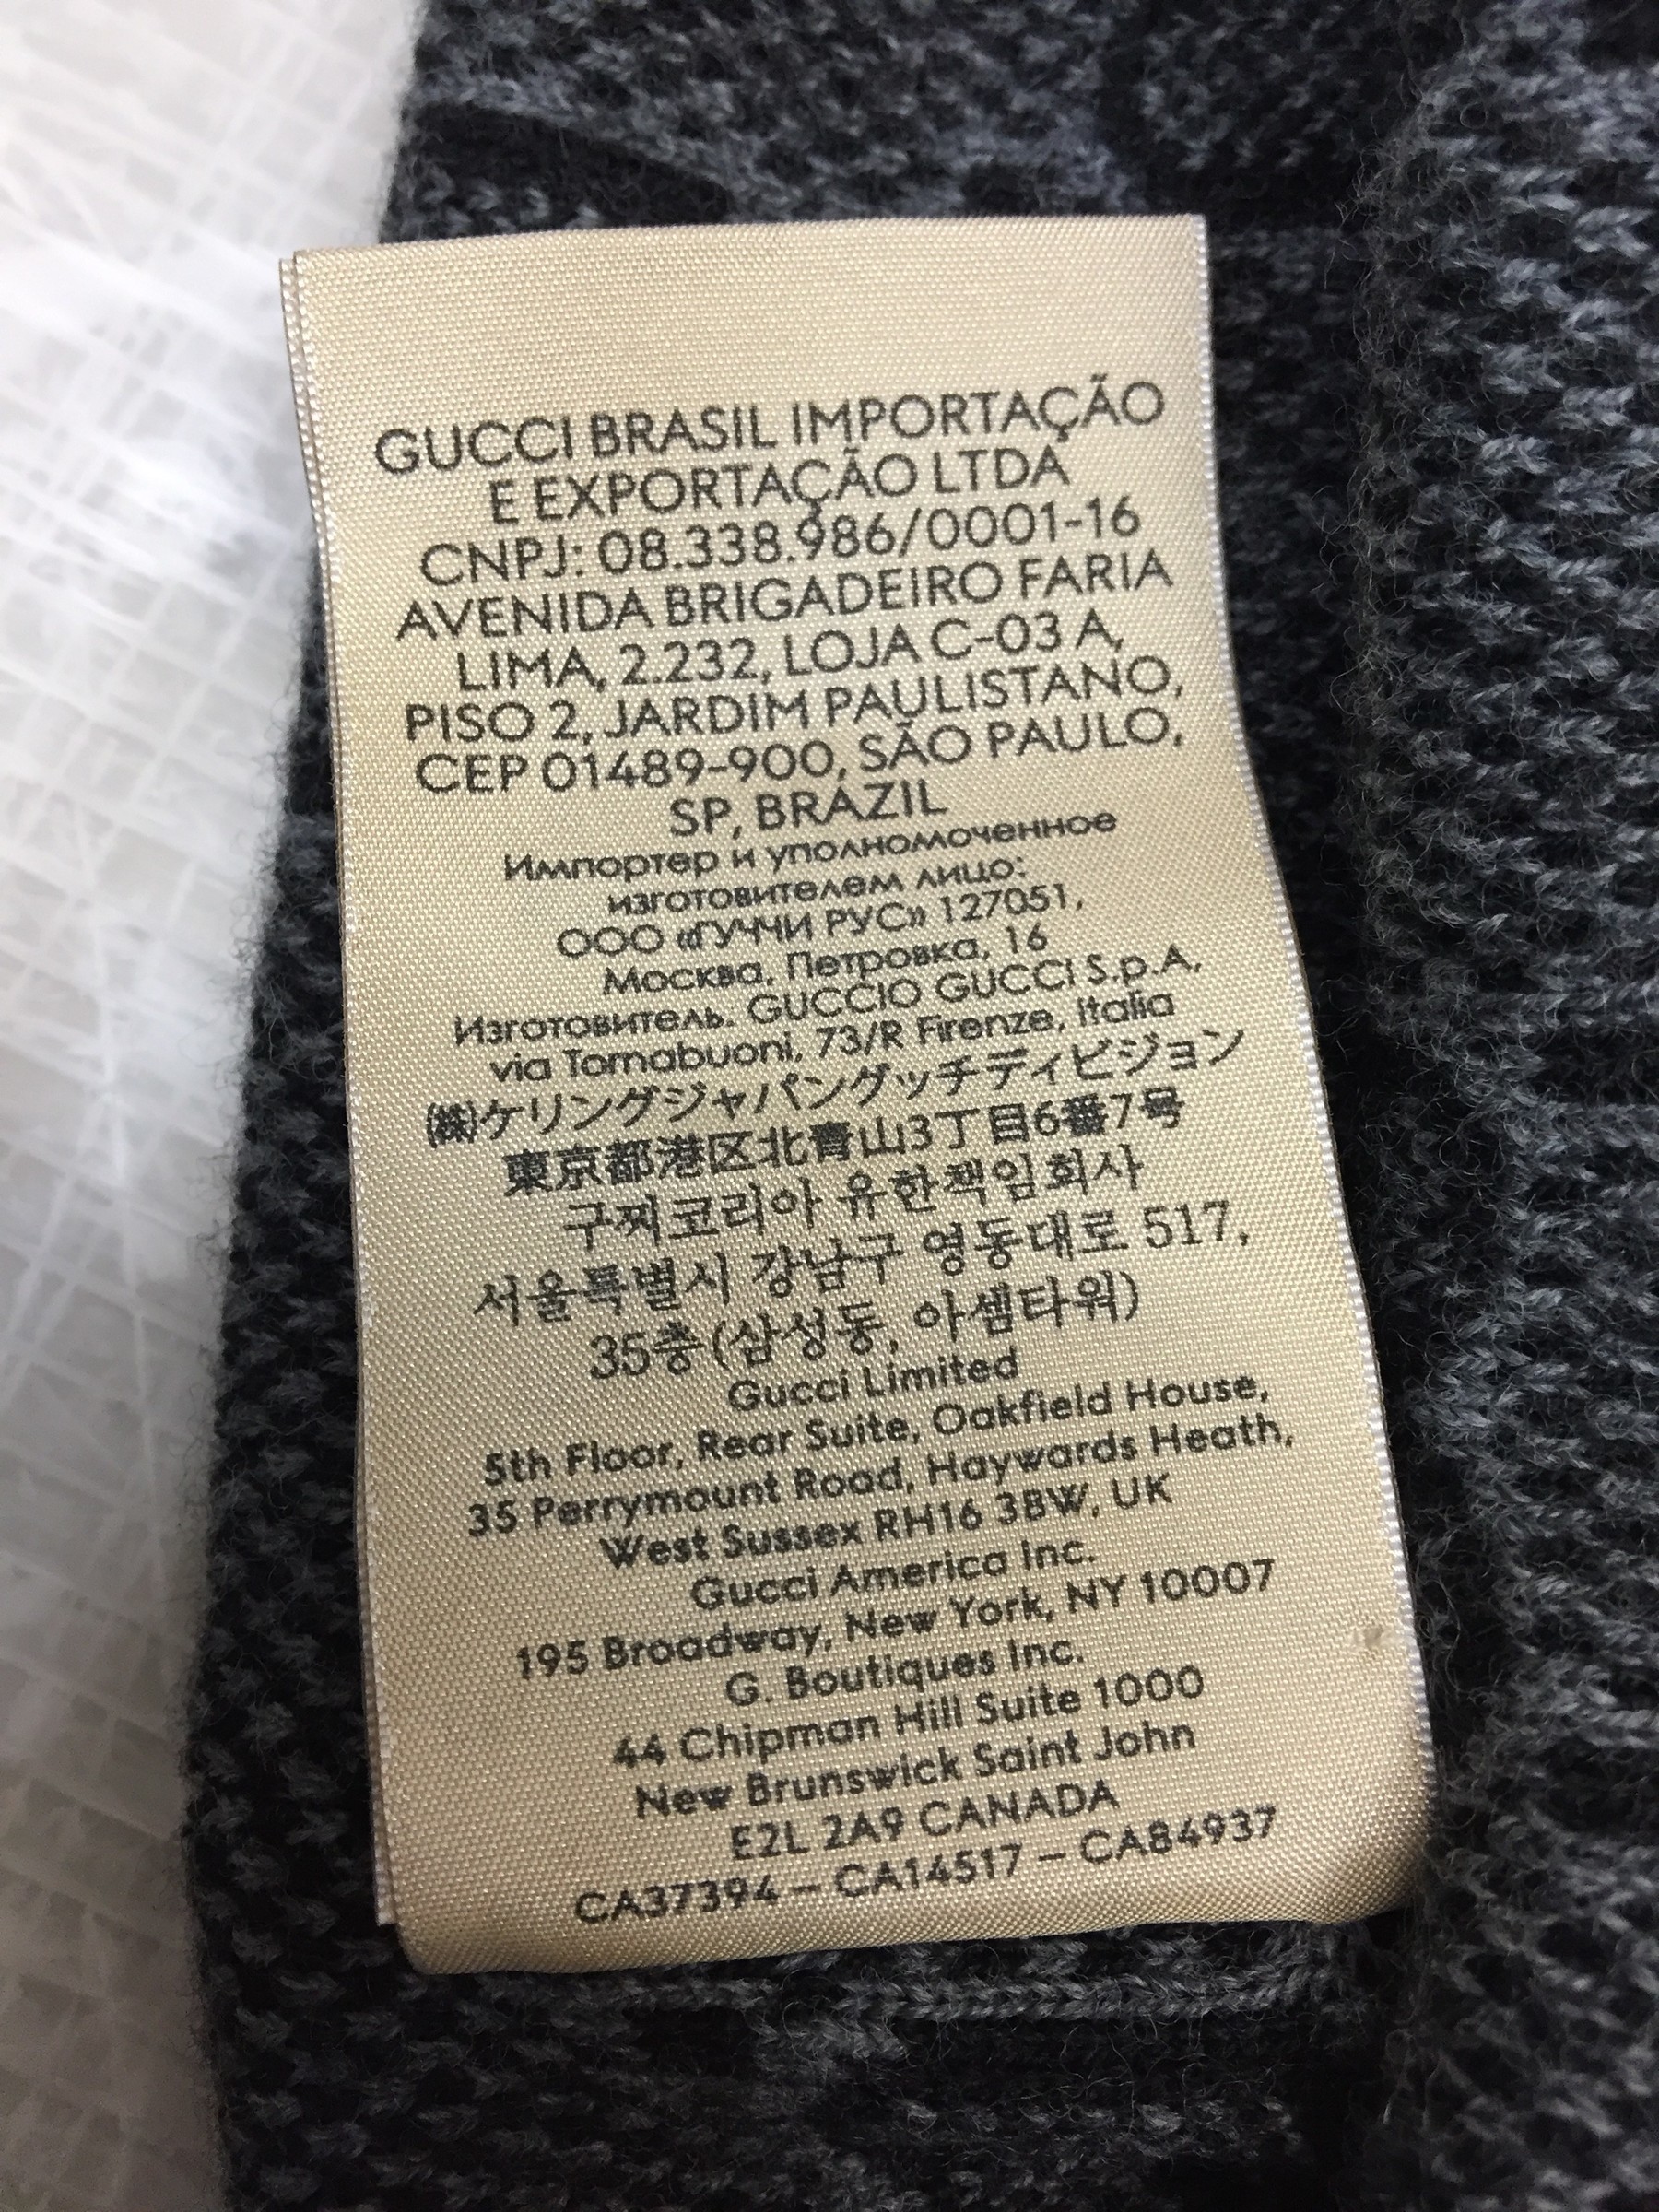 GUCCI BRASIL IMPORTAÇÃO
E EXPORTAÇÃO LTDA
CNPJ: 08.338.986/0001-16
AVENIDA BRIGADEIRO FARIA
LIMA, 2.232, LOJA C-03 A,
PISO 2, JARDIM PAULISTANO,
CEP 01489-900, SÃO PAULO,
SP, BRAZIL
Импортер и уполномоченное
изготовителем лицо:
ООО «ГУЧЧИ РУС» 127051,
Москва, Петровка, 16
Изготовитель. GUCCIO GUCCI S.p.A,
via Tornabuoni, 73/R Firenze, Italia
㈱ケリングジャパングッチディビジョン
東京都港区北青山3丁目6番7号
구찌코리아 유한책임회사
서울특별시 강남구 영동대로 517,
35층(삼성동, 아셈타워)
Gucci Limited
5th Floor, Rear Suite, Oakfield House,
35 Perrymount Road, Haywards Heath,
West Sussex RH16 3BW, UK
Gucci America Inc.
195 Broadway, New York, NY 10007
G. Boutiques Inc.
44 Chipman Hill Suite 1000
New Brunswick Saint John
E2L 2A9 CANADA
CA37394 – CA14517 – CA84937